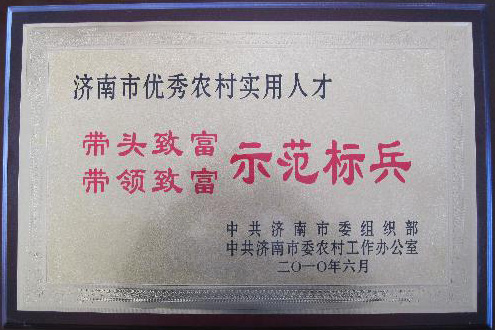 济南市优秀农村实用人才
带头致富
带领致富
示范标兵
中共济南市委组织部
中共济南市委农村工作办公室
二〇一〇年六月